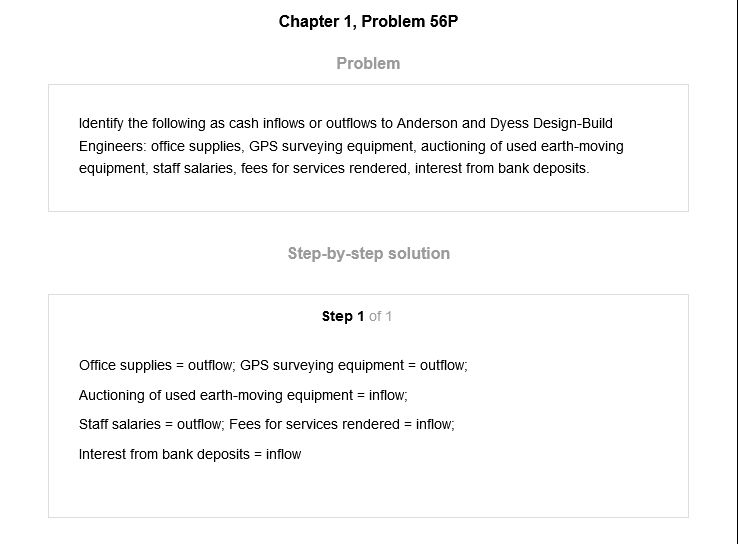 Chapter 1, Problem 56P
Problem
Identify the following as cash inflows or outflows to Anderson and Dyess Design-Build
Engineers: office supplies, GPS surveying equipment, auctioning of used earth-moving
equipment, staff salaries, fees for services rendered, interest from bank deposits.
Step-by-step solution
Step 1 of 1
Office supplies = outflow; GPS surveying equipment = outflow;
Auctioning of used earth-moving equipment = inflow;
Staff salaries = outflow; Fees for services rendered = inflow;
Interest from bank deposits = inflow